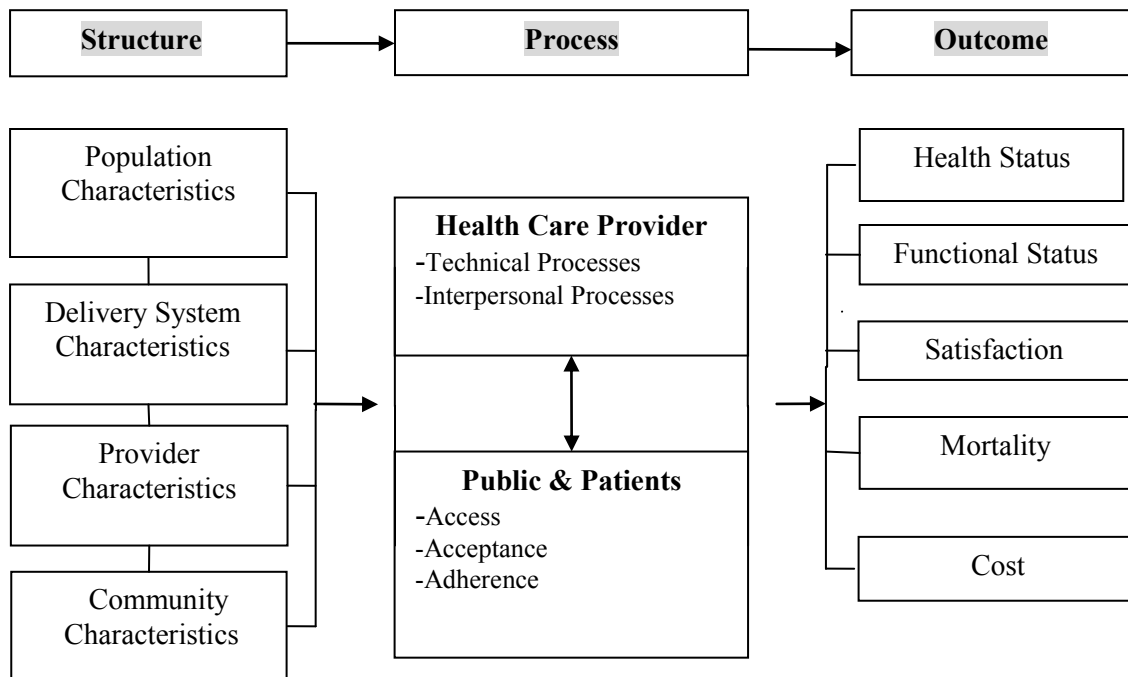 Structure
Process
Outcome
Population
Characteristics
Delivery System
Characteristics
Provider
Characteristics
Community
Characteristics
Health Care Provider
-Technical Processes
-Interpersonal Processes
Public & Patients
-Access
-Acceptance
-Adherence
Health Status
Functional Status
Satisfaction
Mortality
Cost